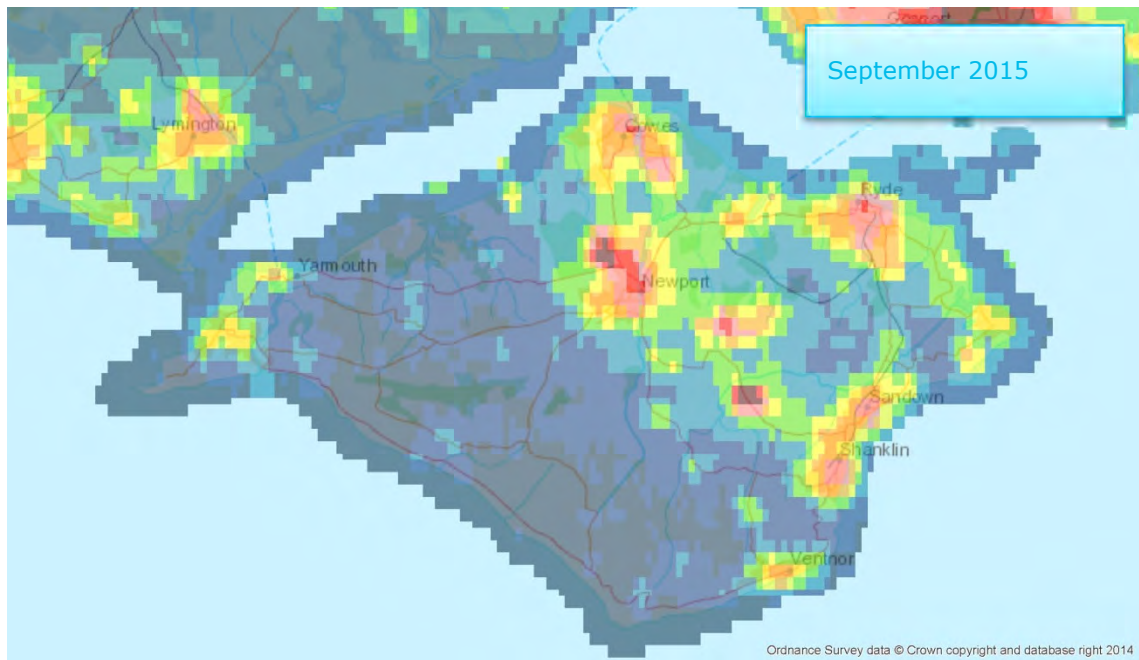 Gosport
September 2015
Lymington
Cowes
Ryde
Yarmouth
Newport
Sandown
Shanklin
Ventnor
Ordnance Survey data © Crown copyright and database right 2014